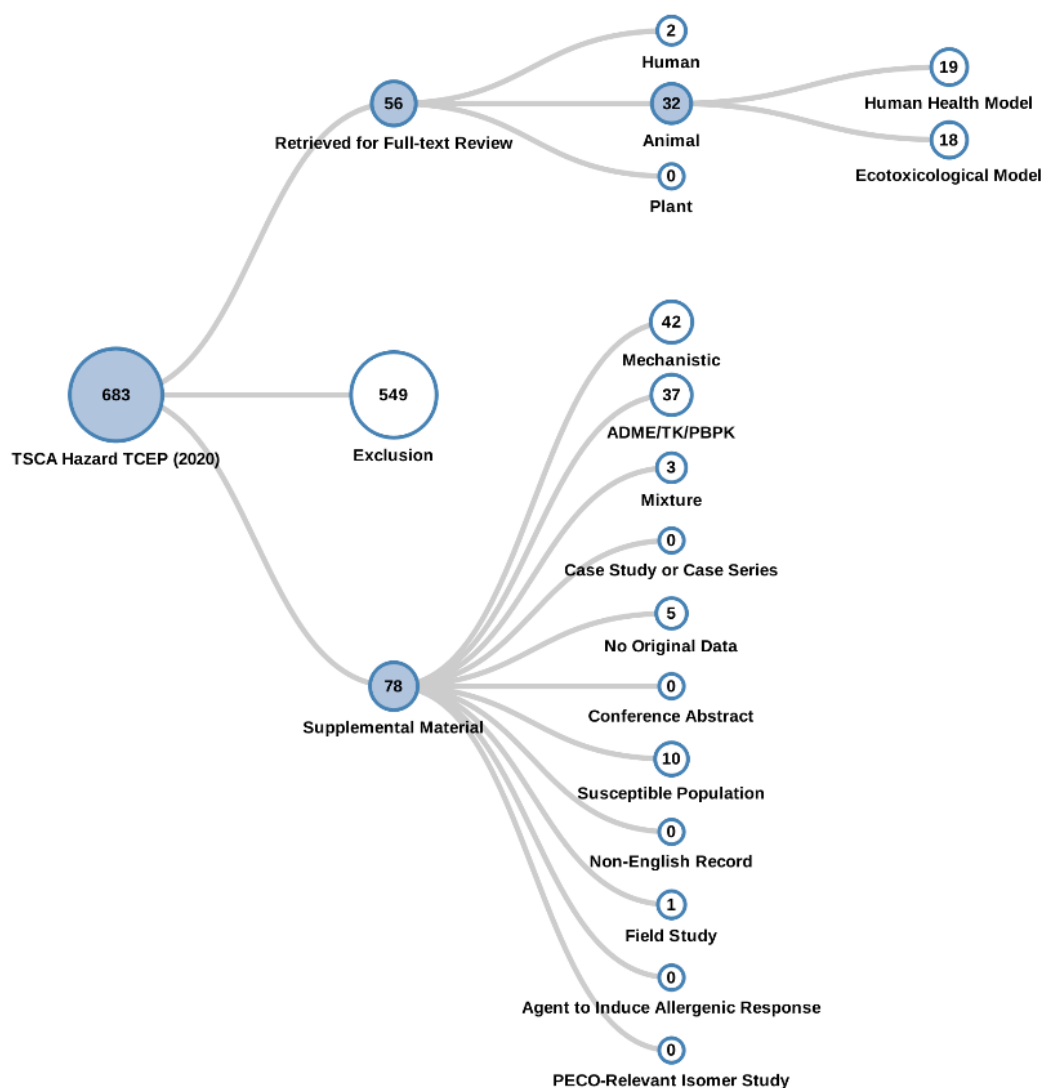 2
Human
56
Retrieved for Full-text Review
32
Animal
0
Plant
19
Human Health Model
18
Ecotoxicological Model
683
TSCA Hazard TCEP (2020)
549
Exclusion
78
Supplemental Material
42
Mechanistic
37
ADME/TK/PBPK
3
Mixture
0
Case Study or Case Series
5
No Original Data
0
Conference Abstract
10
Susceptible Population
0
Non-English Record
1
Field Study
0
Agent to Induce Allergenic Response
0
PECO-Relevant Isomer Study